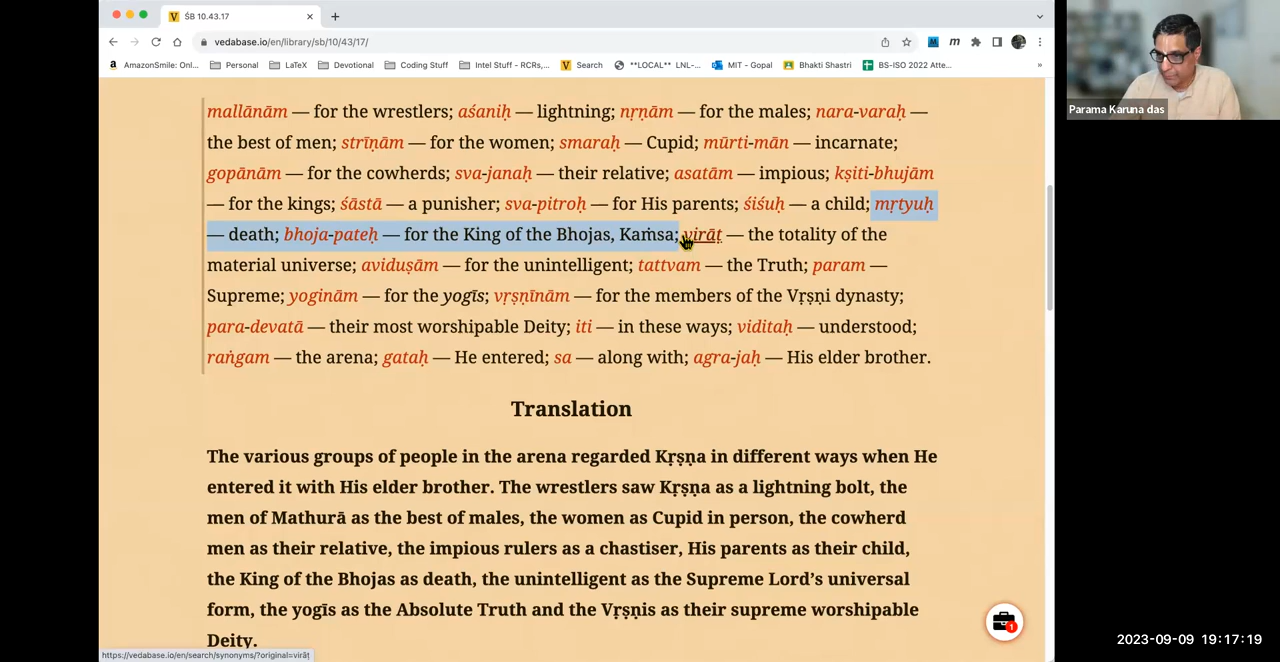 ŚB 10.43.17
vedabase.io/en/library/sb/10/43/17/
AmazonSmile: Onl... Personal LaTeX Devotional Coding Stuff Intel Stuff - RCRs,... Search **LOCAL** LNL-... MIT - Gopal Bhakti Shastri BS-ISO 2022 Atte... »
mallānām — for the wrestlers; aśaniḥ — lightning; nṛṇām — for the males; nara-varaḥ —
the best of men; strīṇām — for the women; smaraḥ — Cupid; mūrti-mān — incarnate;
gopānām — for the cowherds; sva-janaḥ — their relative; asatām — impious; kṣiti-bhujām
— for the kings; śāstā — a punisher; sva-pitroḥ — for His parents; śiśuḥ — a child; mṛtyuḥ
— death; bhoja-pateḥ — for the King of the Bhojas, Kaṁsa; virāṭ — the totality of the
material universe; aviduṣām — for the unintelligent; tattvam — the Truth; param —
Supreme; yoginām — for the yogīs; vṛṣṇīnām — for the members of the Vṛṣṇi dynasty;
para-devatā — their most worshipable Deity; iti — in these ways; viditaḥ — understood;
raṅgam — the arena; gataḥ — He entered; sa — along with; agra-jaḥ — His elder brother.
Translation
The various groups of people in the arena regarded Kṛṣṇa in different ways when He
entered it with His elder brother. The wrestlers saw Kṛṣṇa as a lightning bolt, the
men of Mathurā as the best of males, the women as Cupid in person, the cowherd
men as their relative, the impious rulers as a chastiser, His parents as their child,
the King of the Bhojas as death, the unintelligent as the Supreme Lord’s universal
form, the yogīs as the Absolute Truth and the Vṛṣṇis as their supreme worshipable
Deity.
1
https://vedabase.io/en/search/synonyms/?original=virāṭ
Parama Karuna das
2023-09-09 19:17:19